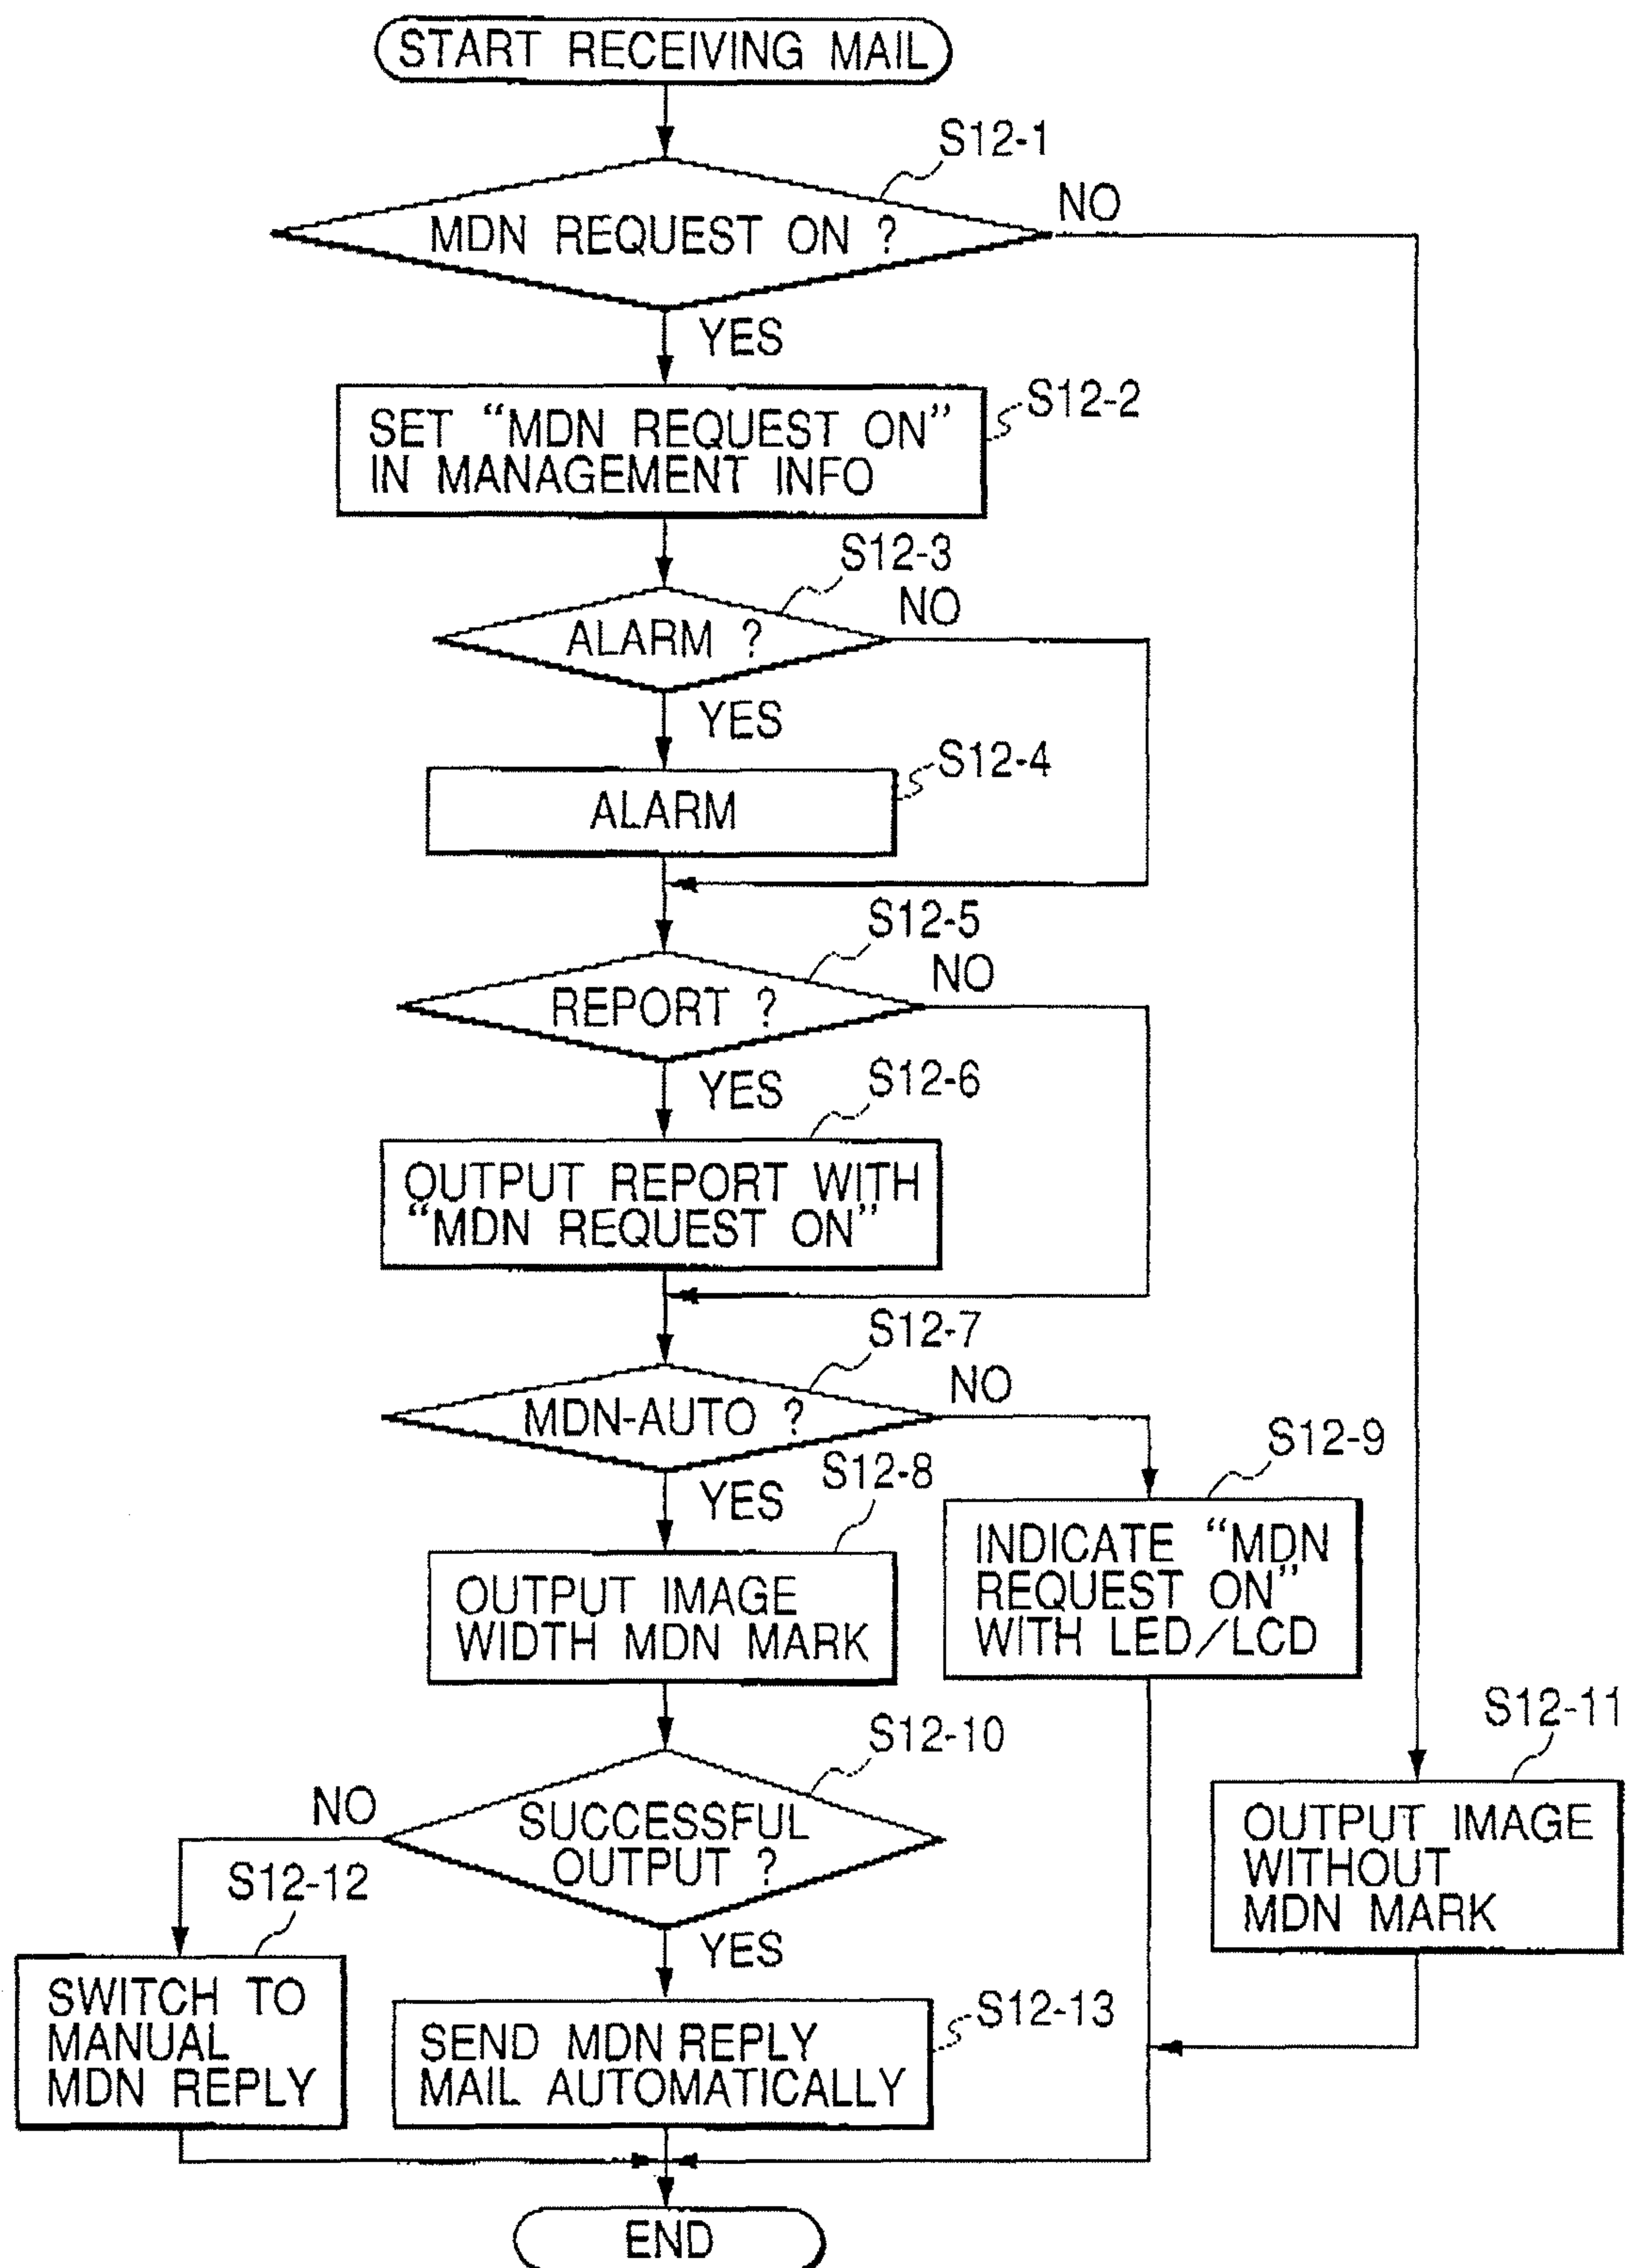 START RECEIVING MAIL
S12-1
MDN REQUEST ON ?
NO
YES
S12-2
SET “MDN REQUEST ON”
IN MANAGEMENT INFO
S12-3
ALARM ?
NO
YES
S12-4
ALARM
S12-5
REPORT ?
NO
YES
S12-6
OUTPUT REPORT WITH
“MDN REQUEST ON”
S12-7
MDN-AUTO ?
NO
YES
S12-8
OUTPUT IMAGE
WIDTH MDN MARK
S12-9
INDICATE “MDN
REQUEST ON”
WITH LED/LCD
S12-10
SUCCESSFUL
OUTPUT ?
NO
YES
S12-11
OUTPUT IMAGE
WITHOUT
MDN MARK
S12-12
SWITCH TO
MANUAL
MDN REPLY
S12-13
SEND MDN REPLY
MAIL AUTOMATICALLY
END